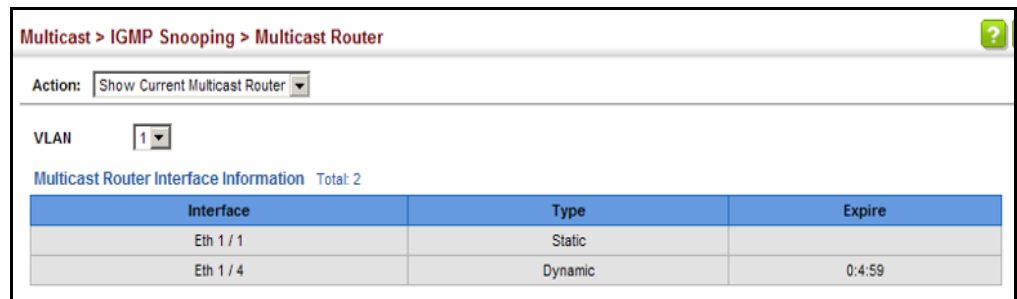 Multicast > IGMP Snooping > Multicast Router
?
Action: Show Current Multicast Router
VLAN 1
Multicast Router Interface Information Total: 2
Interface Type Expire
Eth 1 / 1 Static
Eth 1 / 4 Dynamic 0:4:59